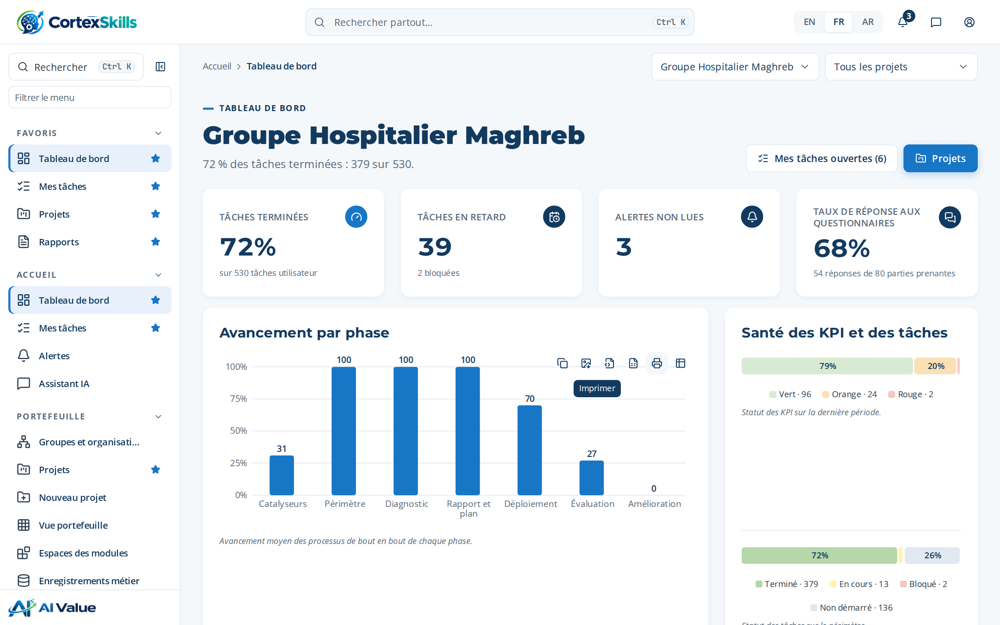 CortexSkills
Rechercher partout...
Ctrl K
EN
FR
AR
3
Rechercher
Ctrl K
Filtrer le menu
FAVORIS
Tableau de bord
Mes tâches
Projets
Rapports
ACCUEIL
Tableau de bord
Mes tâches
Alertes
Assistant IA
PORTEFEUILLE
Groupes et organisati...
Projets
Nouveau projet
Vue portefeuille
Espaces des modules
Enregistrements métier
AI AI Value
Accueil > Tableau de bord
Groupe Hospitalier Maghreb
Tous les projets
TABLEAU DE BORD
Groupe Hospitalier Maghreb
72 % des tâches terminées : 379 sur 530.
Mes tâches ouvertes (6)
Projets
TÂCHES TERMINÉES
72%
sur 530 tâches utilisateur
TÂCHES EN RETARD
39
2 bloquées
ALERTES NON LUES
3
TAUX DE RÉPONSE AUX
QUESTIONNAIRES
68%
54 réponses de 80 parties prenantes
Avancement par phase
Imprimer
100%
75%
50%
25%
0%
31
100
100
100
70
27
0
Catalyseurs
Périmètre
Diagnostic
Rapport et
plan
Déploiement
Évaluation
Amélioration
Avancement moyen des processus de bout en bout de chaque phase.
Santé des KPI et des tâches
79%
20%
Vert · 96
Orange · 24
Rouge · 2
Statut des KPI sur la dernière période.
72%
26%
Terminé · 379
En cours · 13
Bloqué · 2
Non démarré · 136
Statut des tâches sur le périmètre.